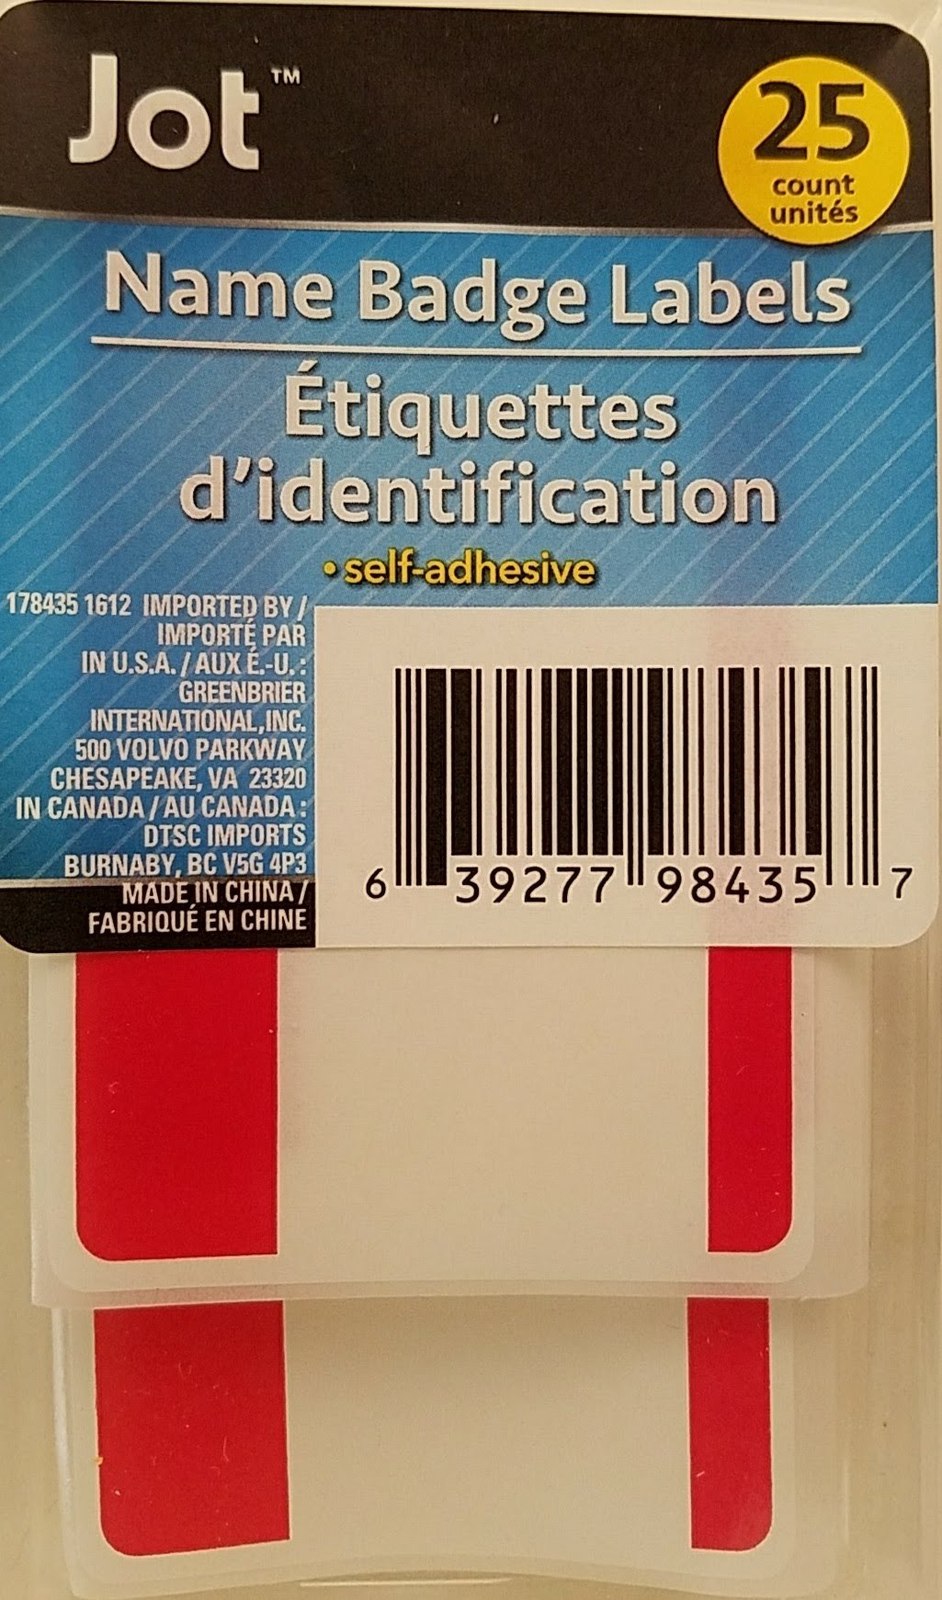 Jot™
25
count
unités
Name Badge Labels
Étiquettes
d'identification
• self-adhesive
178435 1612 IMPORTED BY /
IMPORTÉ PAR
IN U.S.A. / AUX É.-U. :
GREENBRIER
INTERNATIONAL, INC.
500 VOLVO PARKWAY
CHESAPEAKE, VA 23320
IN CANADA / AU CANADA :
DTSC IMPORTS
BURNABY, BC V5G 4P3
MADE IN CHINA /
FABRIQUÉ EN CHINE
6 39277 98435 7